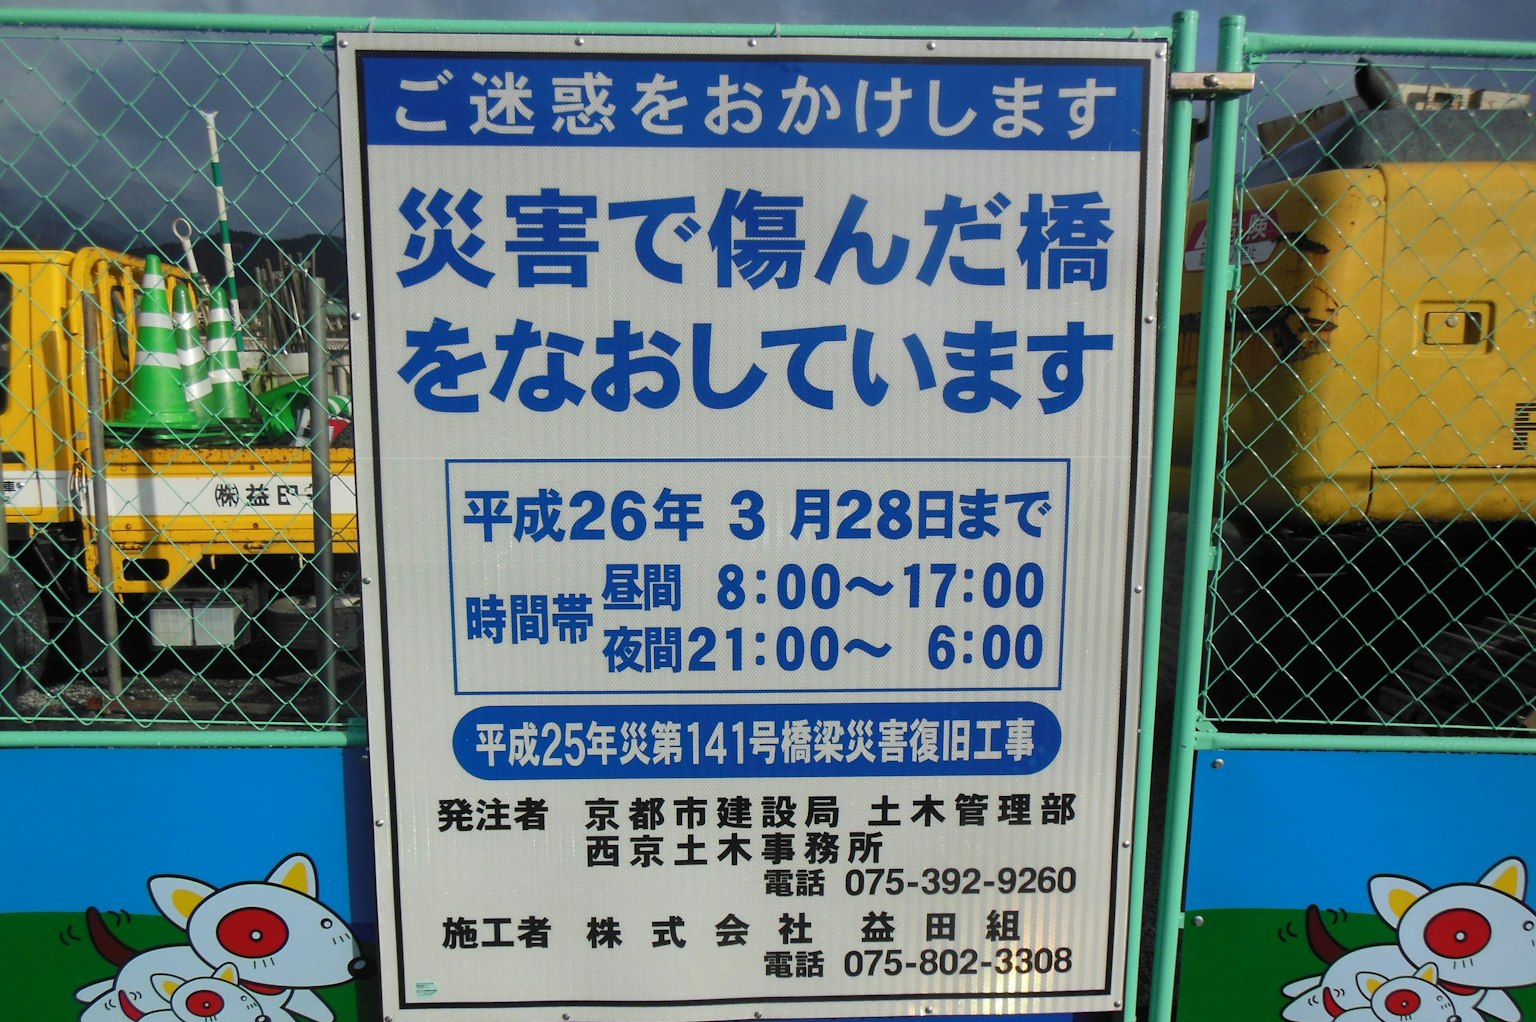 ご迷惑をおかけします
災害で傷んだ橋
をなおしています
平成26年 3 月28日まで
時間帯
昼間 8:00～17:00
夜間21:00～ 6:00
平成25年災第141号橋梁災害復旧工事
発注者 京都市建設局 土木管理部
西京土木事務所
電話 075-392-9260
施工者 株式会社 益田組
電話 075-802-3308
㈱益田
危険